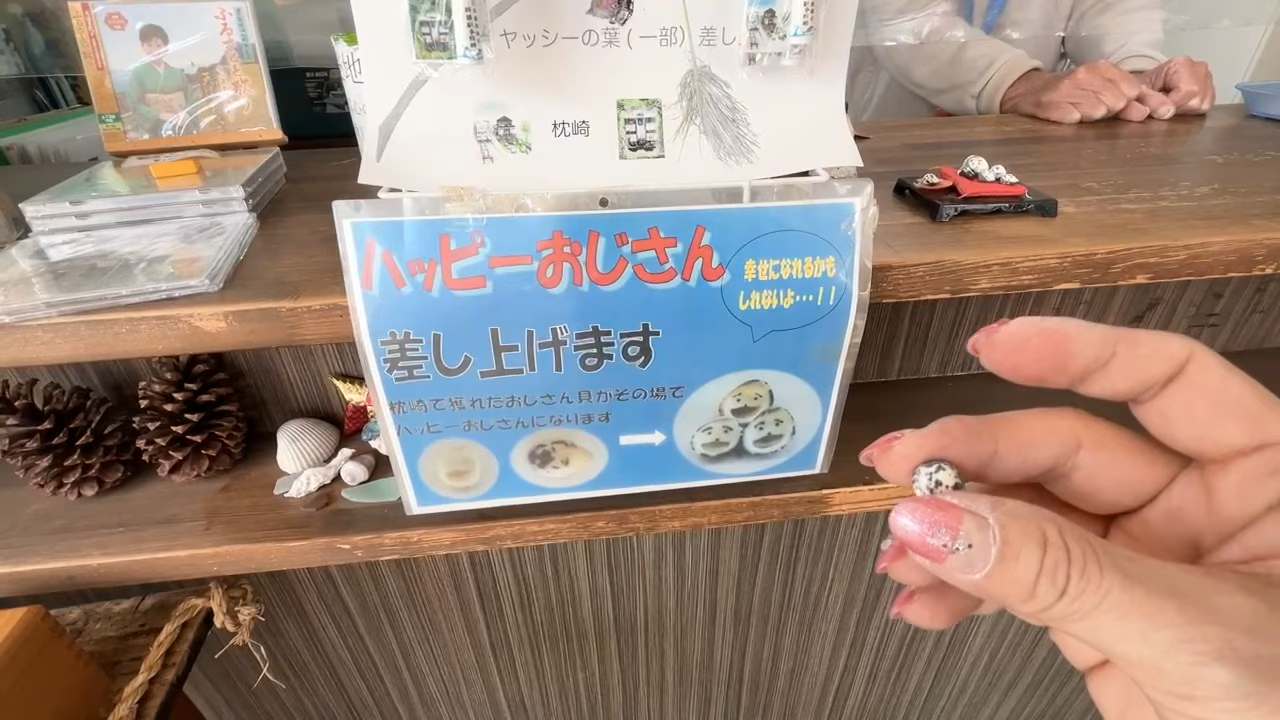 ヤッシーの葉(一部)差し
枕崎
ハッピーおじさん
幸せになれるかも
しれないよ・・・!!
差し上げます
枕崎で獲れたおじさん貝がその場で
ハッピーおじさんになります